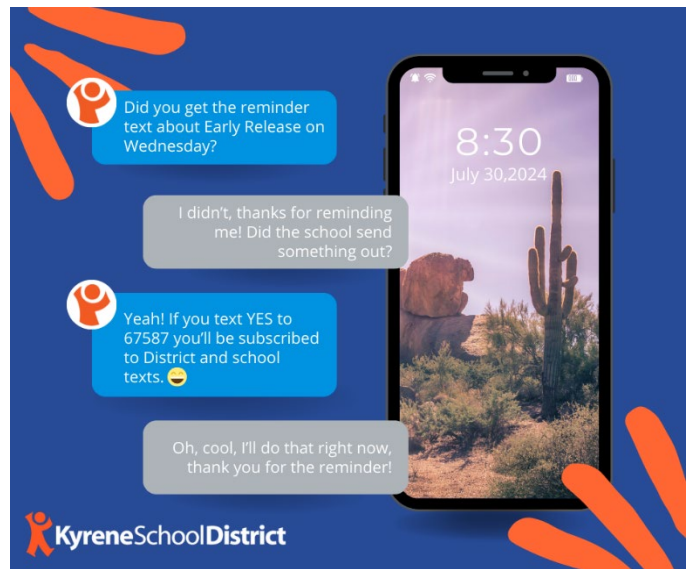 Did you get the reminder
text about Early Release on
Wednesday?
8:30
July 30,2024
I didn't, thanks for reminding
me! Did the school send
something out?
Yeah! If you text YES to
67587 you'll be subscribed
to District and school
texts. 😄
Oh, cool, I'll do that right now,
thank you for the reminder!
KyreneSchoolDistrict